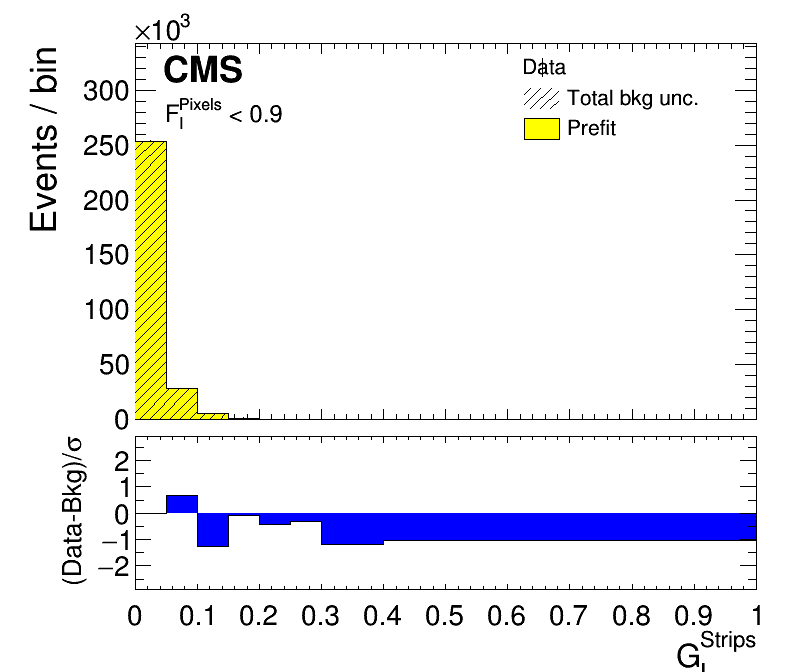 ×10³
Events / bin
300
250
200
150
100
50
0
CMS
F_I^Pixels < 0.9
Data
Total bkg unc.
Prefit
(Data-Bkg)/σ
2
1
0
−1
−2
0 0.1 0.2 0.3 0.4 0.5 0.6 0.7 0.8 0.9 1
G_I^Strips